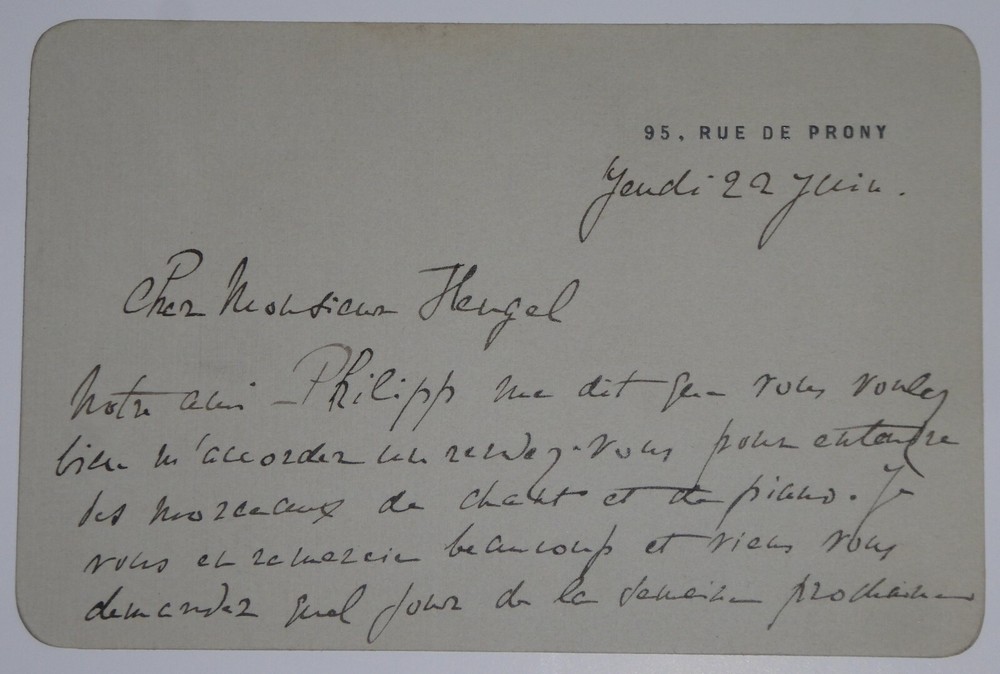 95, RUE DE PRONY
Jeudi 22 Juin.
Cher Monsieur Heugel
Notre ami Philipp me dit que vous voulez
bien m'accorder un rendez-vous pour entendre
des morceaux de chant et de piano. Je
vous en remercie beaucoup et viens vous
demander quel jour de la semaine prochaine